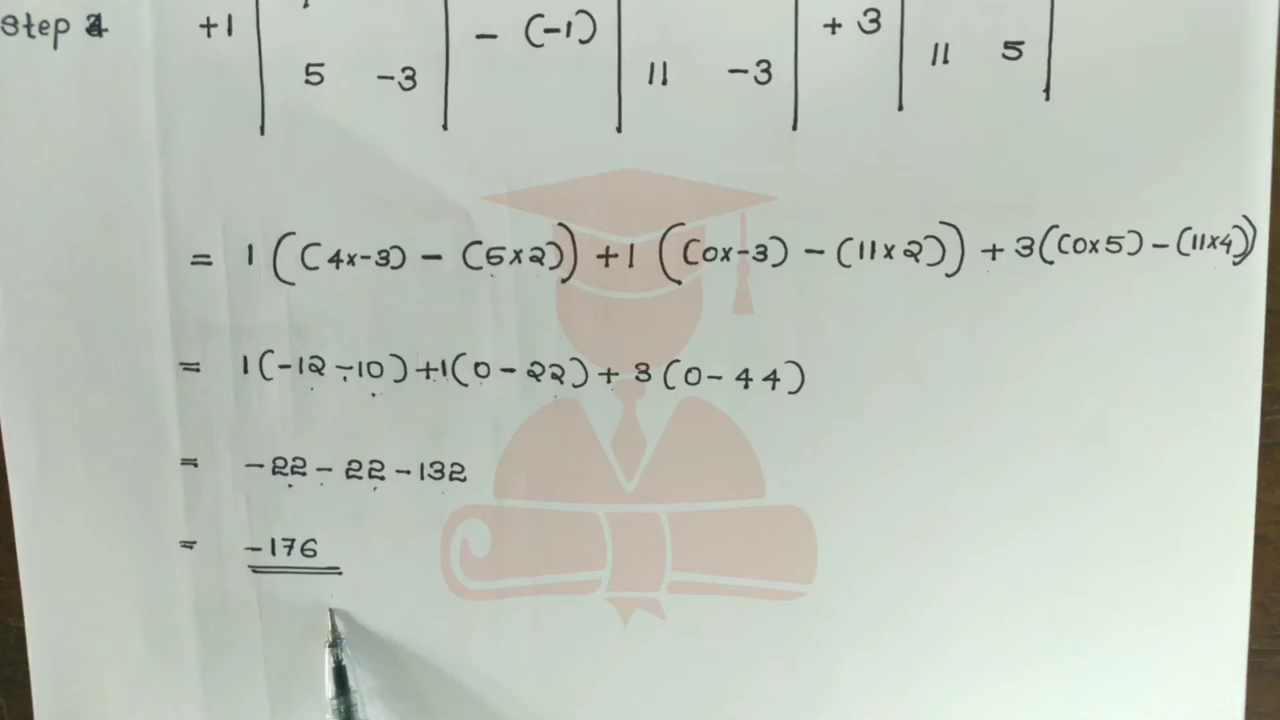 Step 2 +1 | | - (-1) | | + 3 | 11 5 |
5 -3 11 -3
= 1 ((4x-3) - (5x2)) +1 ((0x-3) - (11x2)) + 3((0x5) - (11x4))
= 1(-12-10) +1(0-22) + 3(0-44)
= -22-22-132
= -176